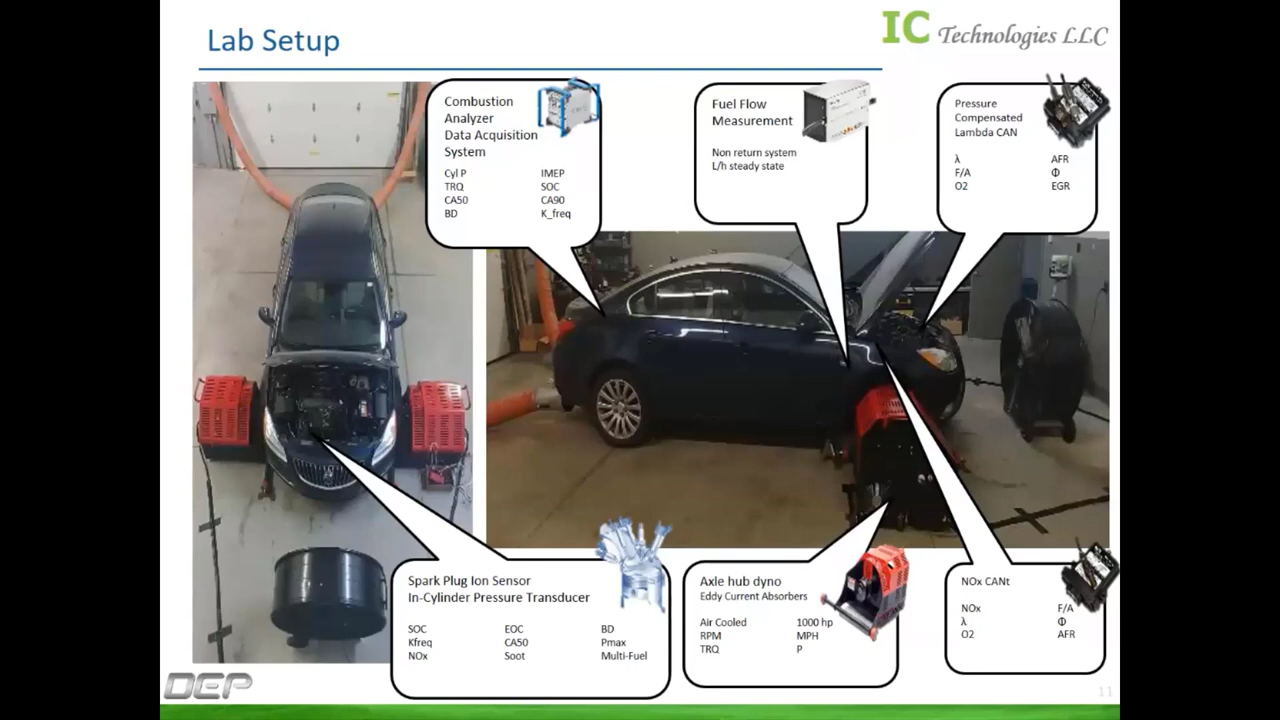 Lab Setup
IC Technologies LLC
Combustion
Analyzer
Data Acquisition
System
Cyl P IMEP
TRQ SOC
CA50 CA90
BD K_freq
Fuel Flow
Measurement
Non return system
L/h steady state
Pressure
Compensated
Lambda CAN
λ AFR
F/A Φ
O2 EGR
Spark Plug Ion Sensor
In-Cylinder Pressure Transducer
SOC EOC BD
Kfreq CA50 Pmax
NOx Soot Multi-Fuel
Axle hub dyno
Eddy Current Absorbers
Air Cooled 1000 hp
RPM MPH
TRQ P
NOx CANt
NOx F/A
λ Φ
O2 AFR
DEP
11